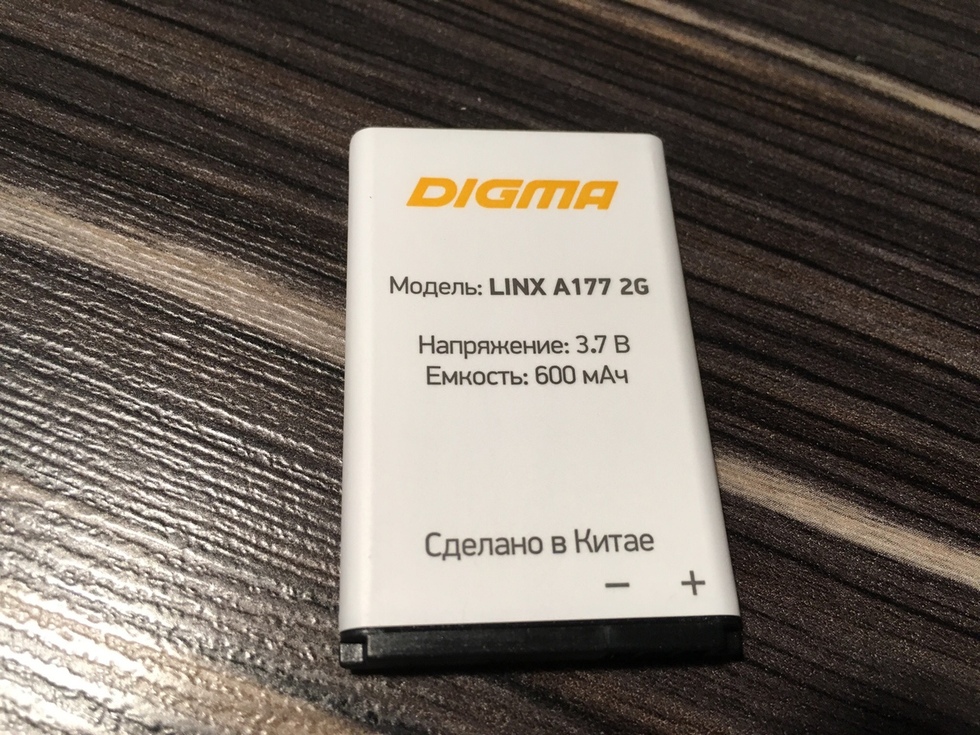 DIGMA
Модель: LINX A177 2G
Напряжение: 3.7 В
Емкость: 600 мАч
Сделано в Китае
− +